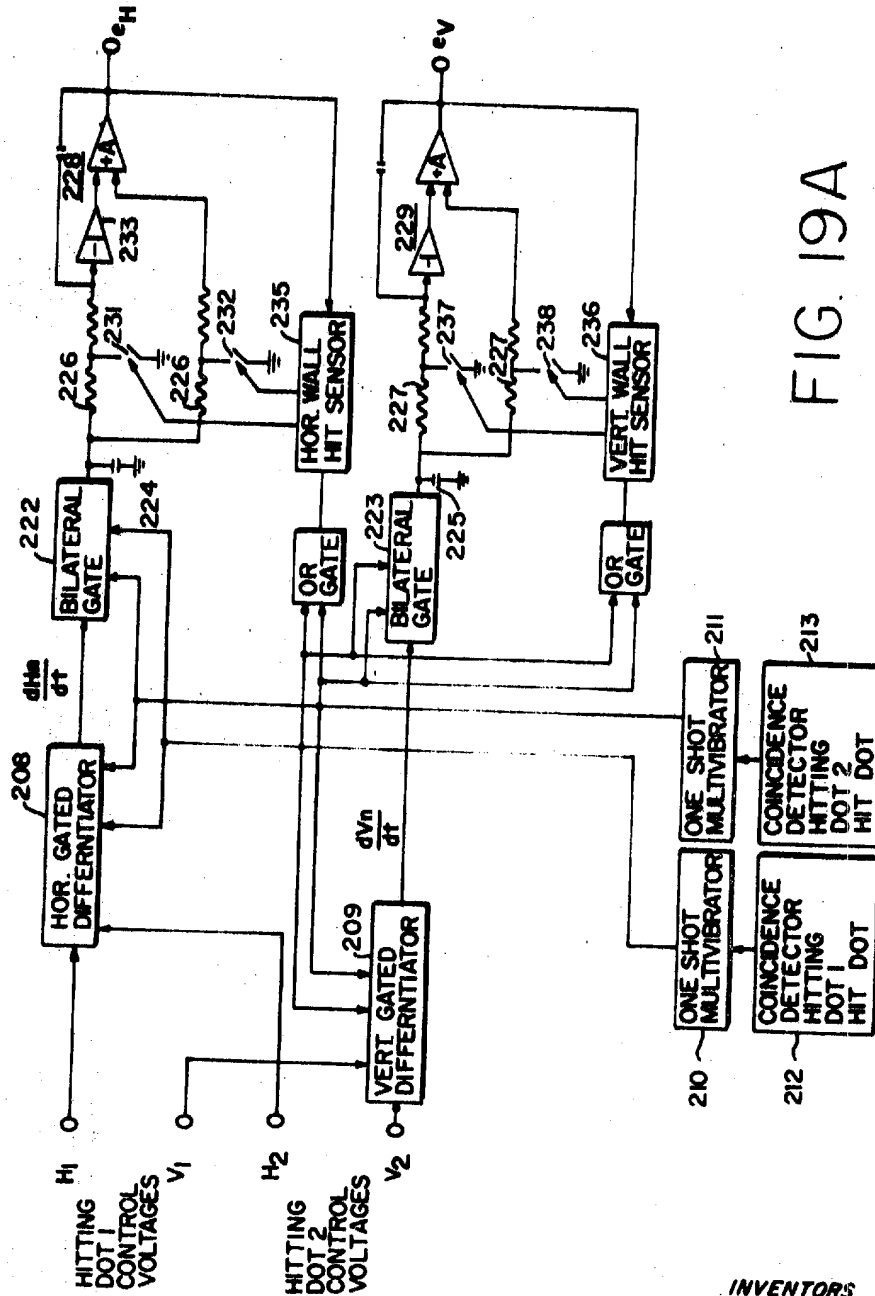 HITTING
DOT 1
CONTROL
VOLTAGES
H1
V1
HITTING
DOT 2
CONTROL
VOLTAGES
H2
V2
208
HOR. GATED
DIFFERNTIATOR
dHn
dt
222
BILATERAL
GATE
224
226
226
231
232
233
228
+A
eH
235
HOR. WALL
HIT SENSOR
OR
GATE
209
VERT GATED
DIFFERNTIATOR
dVn
dt
223
BILATERAL
GATE
225
227
227
237
238
229
+A
eV
236
VERT. WALL
HIT SENSOR
OR
GATE
210
ONE SHOT
MULTIVIBRATOR
211
ONE SHOT
MULTIVIBRATOR
212
COINCIDENCE
DETECTOR
HITTING
DOT 1
HIT DOT
213
COINCIDENCE
DETECTOR
HITTING
DOT 2
HIT DOT
FIG. 19A
INVENTORS